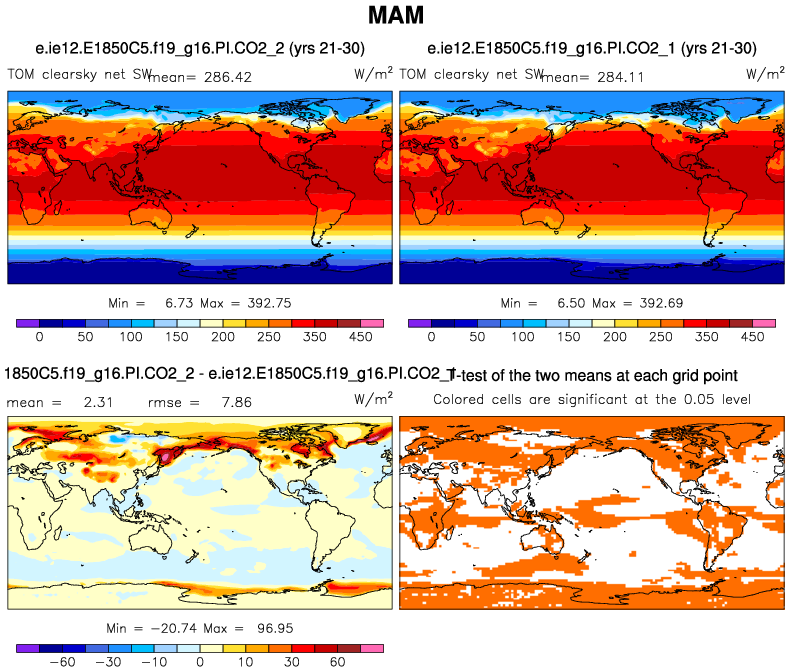 MAM
e.ie12.E1850C5.f19_g16.PI.CO2_2 (yrs 21-30)
TOM clearsky net SW mean= 286.42 W/m²
Min = 6.73 Max = 392.75
0 50 100 150 200 250 300 350 450
e.ie12.E1850C5.f19_g16.PI.CO2_1 (yrs 21-30)
TOM clearsky net SW mean= 284.11 W/m²
Min = 6.50 Max = 392.69
0 50 100 150 200 250 300 350 450
1850C5.f19_g16.PI.CO2_2 - e.ie12.E1850C5.f19_g16.PI.CO2_1
mean = 2.31 rmse = 7.86 W/m²
Min = −20.74 Max = 96.95
−60 −30 −10 0 10 30 60
T-test of the two means at each grid point
Colored cells are significant at the 0.05 level